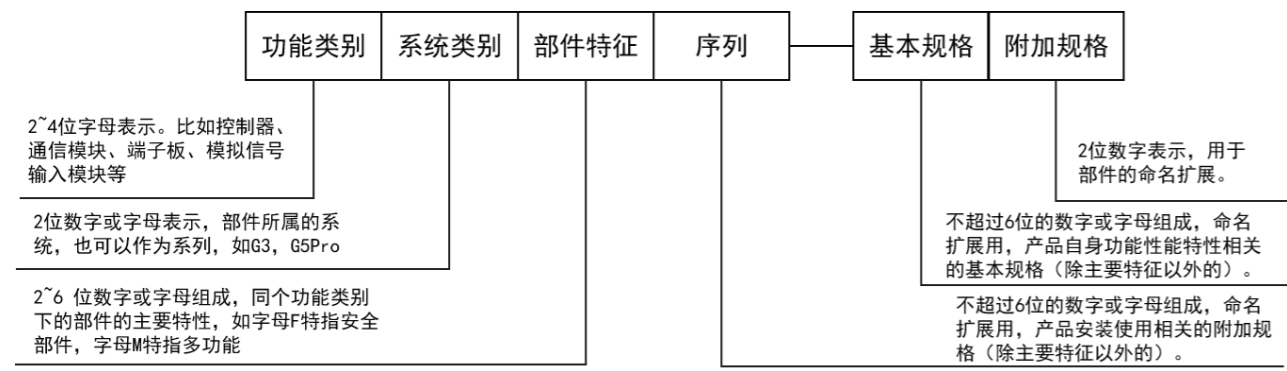 功能类别 系统类别 部件特征 序列 基本规格 附加规格
2~4位字母表示。比如控制器、
通信模块、端子板、模拟信号
输入模块等
2位数字或字母表示，部件所属的系
统，也可以作为系列，如G3，G5Pro
2~6 位数字或字母组成，同个功能类别
下的部件的主要特性，如字母F特指安全
部件，字母M特指多功能
2位数字表示，用于
部件的命名扩展。
不超过6位的数字或字母组成，命名
扩展用，产品自身功能性能特性相关
的基本规格（除主要特征以外的）。
不超过6位的数字或字母组成，命名
扩展用，产品安装使用相关的附加规
格（除主要特征以外的）。